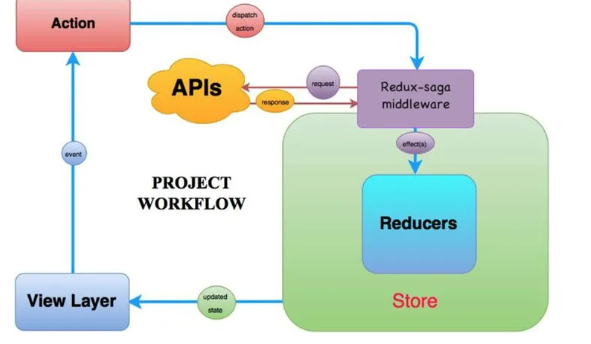 Action
dispatch
action
APIs
request
response
Redux-saga
middleware
effect(s)
event
PROJECT
WORKFLOW
Reducers
View Layer
updated
state
Store